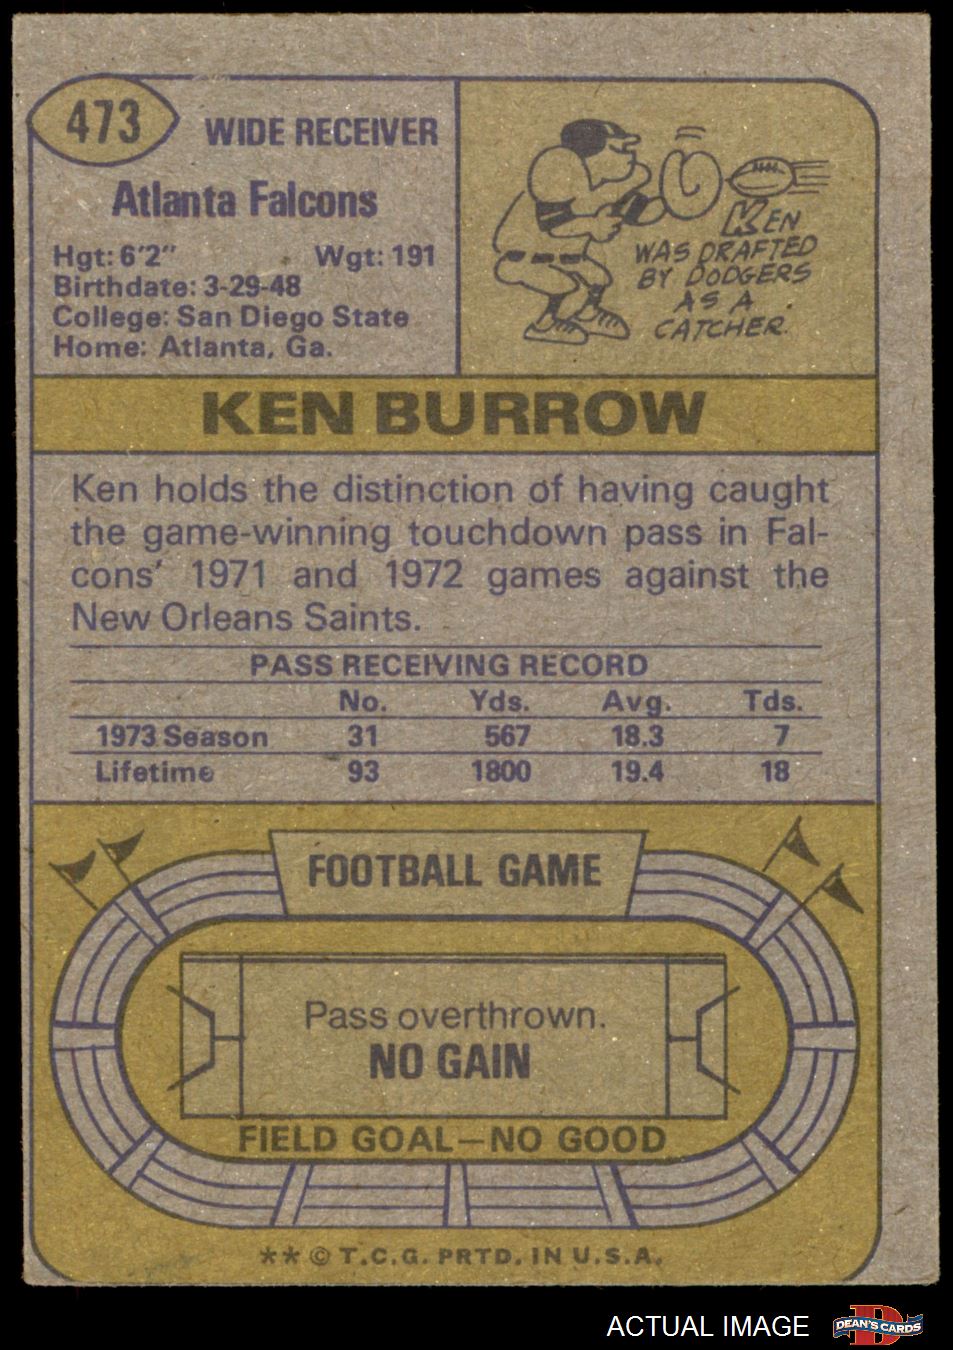 473
WIDE RECEIVER
Atlanta Falcons
Hgt: 6'2" Wgt: 191
Birthdate: 3-29-48
College: San Diego State
Home: Atlanta, Ga.
KEN
WAS DRAFTED
BY DODGERS
AS A
CATCHER.
KEN BURROW
Ken holds the distinction of having caught
the game-winning touchdown pass in Fal-
cons' 1971 and 1972 games against the
New Orleans Saints.
PASS RECEIVING RECORD
No. Yds. Avg. Tds.
1973 Season 31 567 18.3 7
Lifetime 93 1800 19.4 18
FOOTBALL GAME
Pass overthrown.
NO GAIN
FIELD GOAL—NO GOOD
** © T.C.G. PRTD. IN U.S.A.
ACTUAL IMAGE
D
DEAN'S CARDS